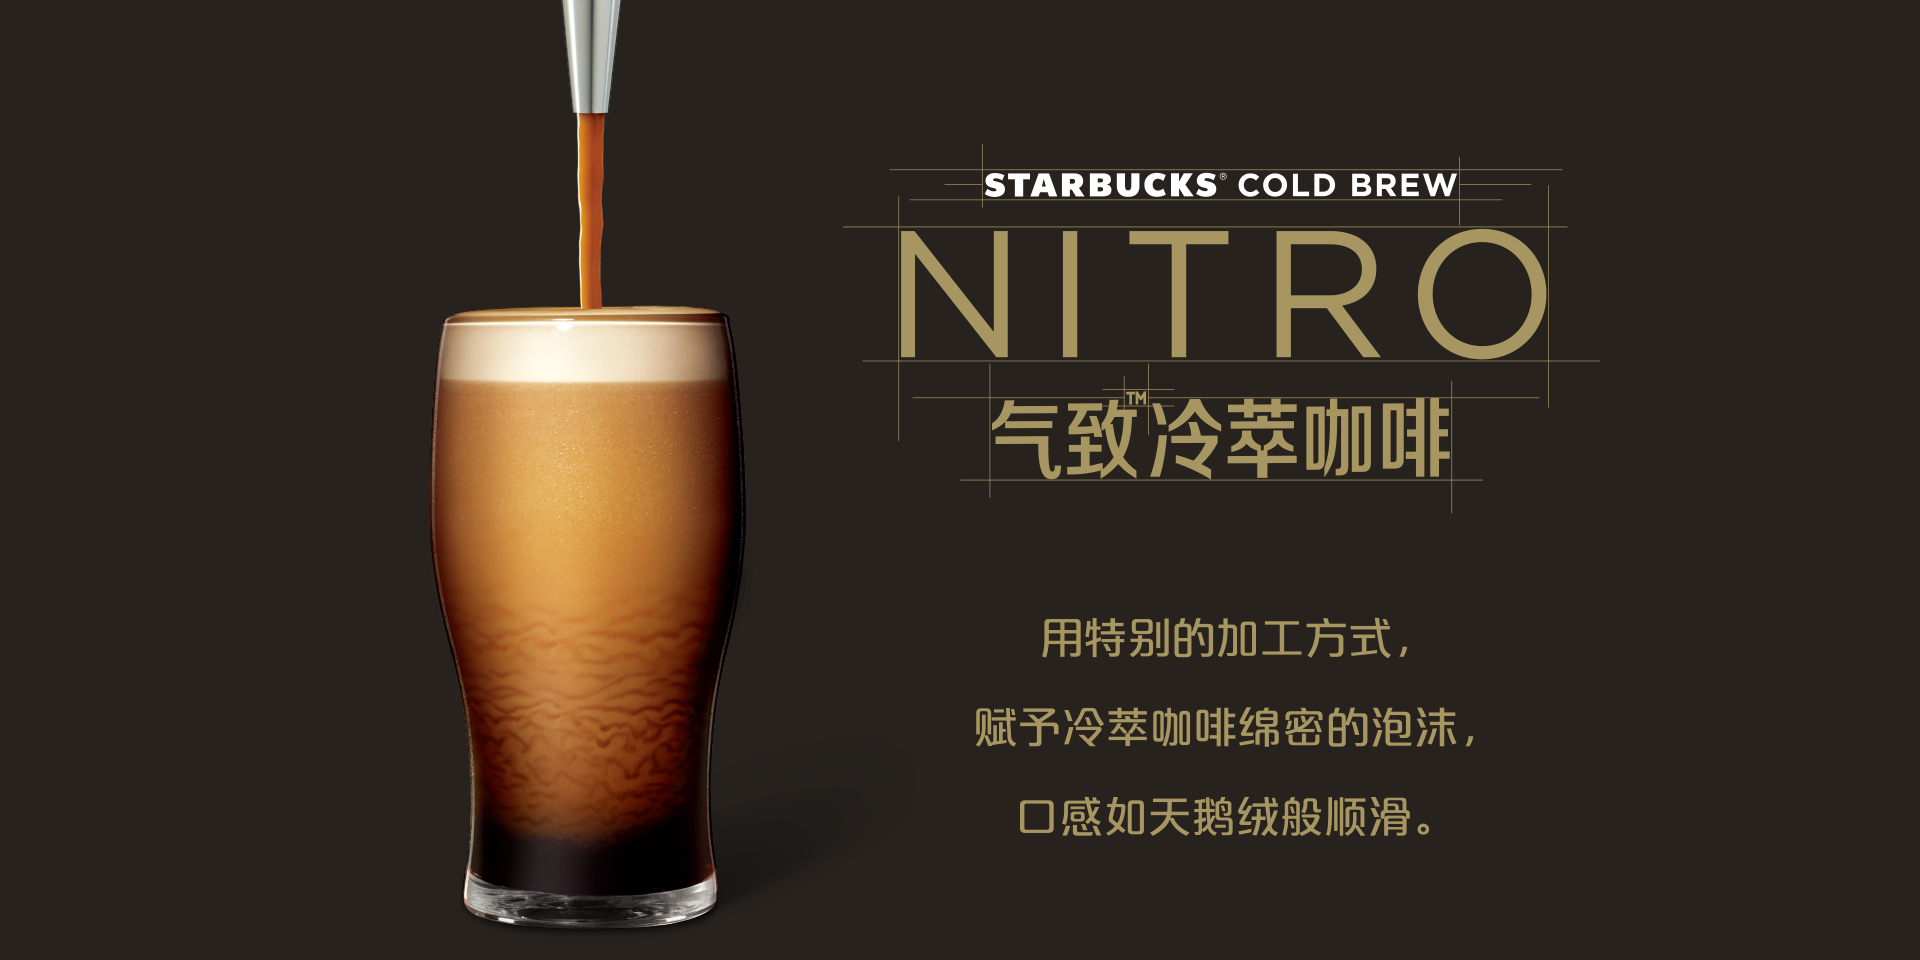 STARBUCKS® COLD BREW
NITRO
气致™冷萃咖啡
用特别的加工方式，
赋予冷萃咖啡绵密的泡沫，
口感如天鹅绒般顺滑。